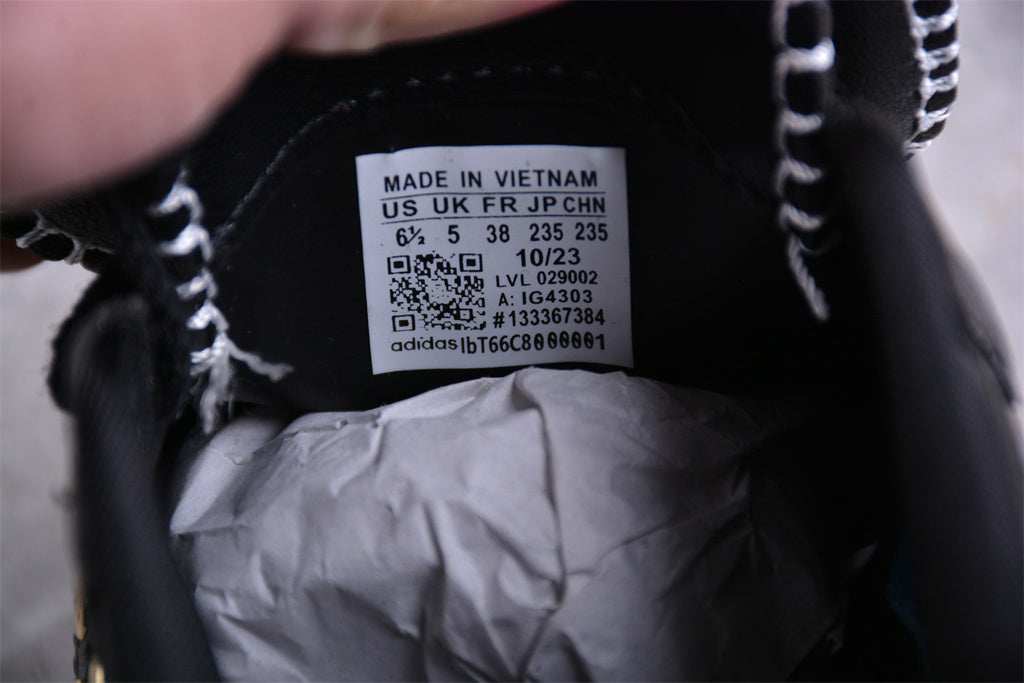 MADE IN VIETNAM
US UK FR JP CHN
6½ 5 38 235 235
10/23
LVL 029002
A: IG4303
#133367384
adidas IbT66C8000001